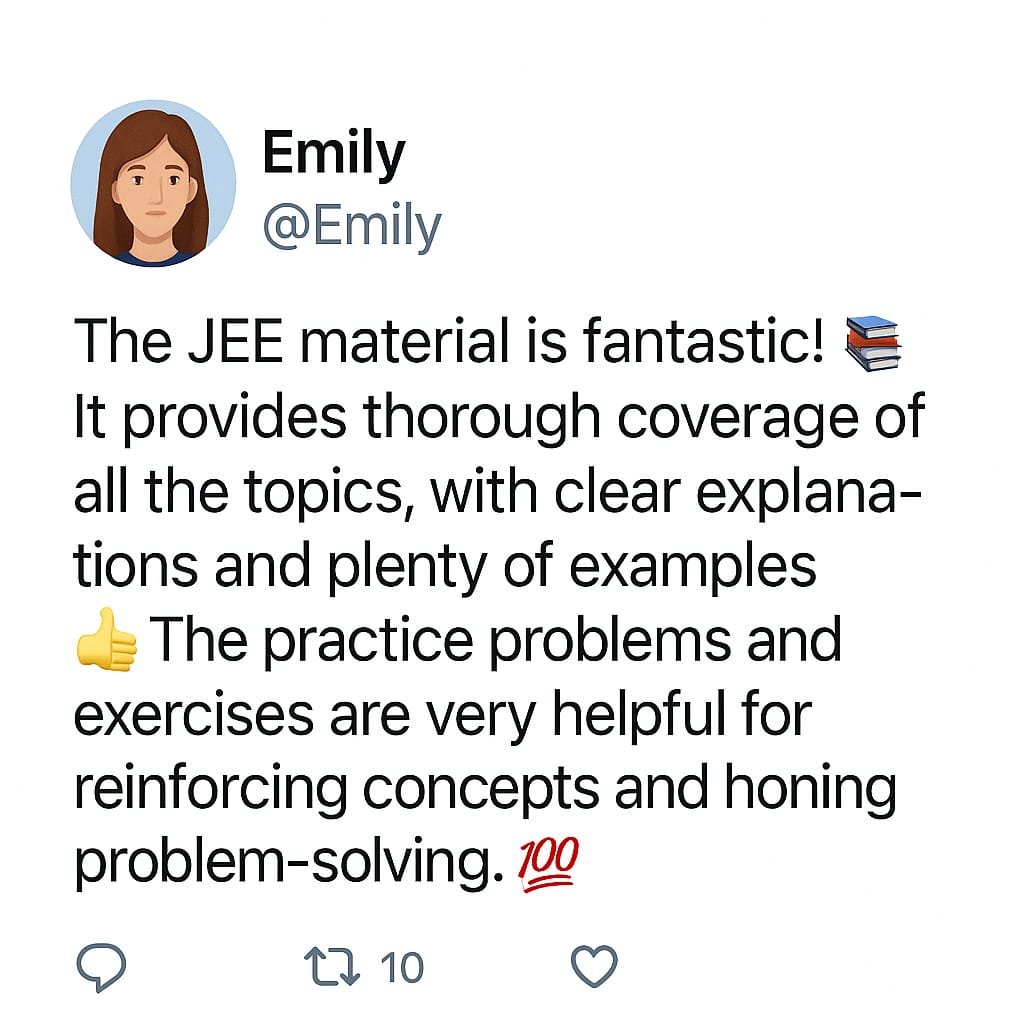 Emily
@Emily
The JEE material is fantastic! 📚
It provides thorough coverage of
all the topics, with clear explana-
tions and plenty of examples
👍 The practice problems and
exercises are very helpful for
reinforcing concepts and honing
problem-solving. 💯
10